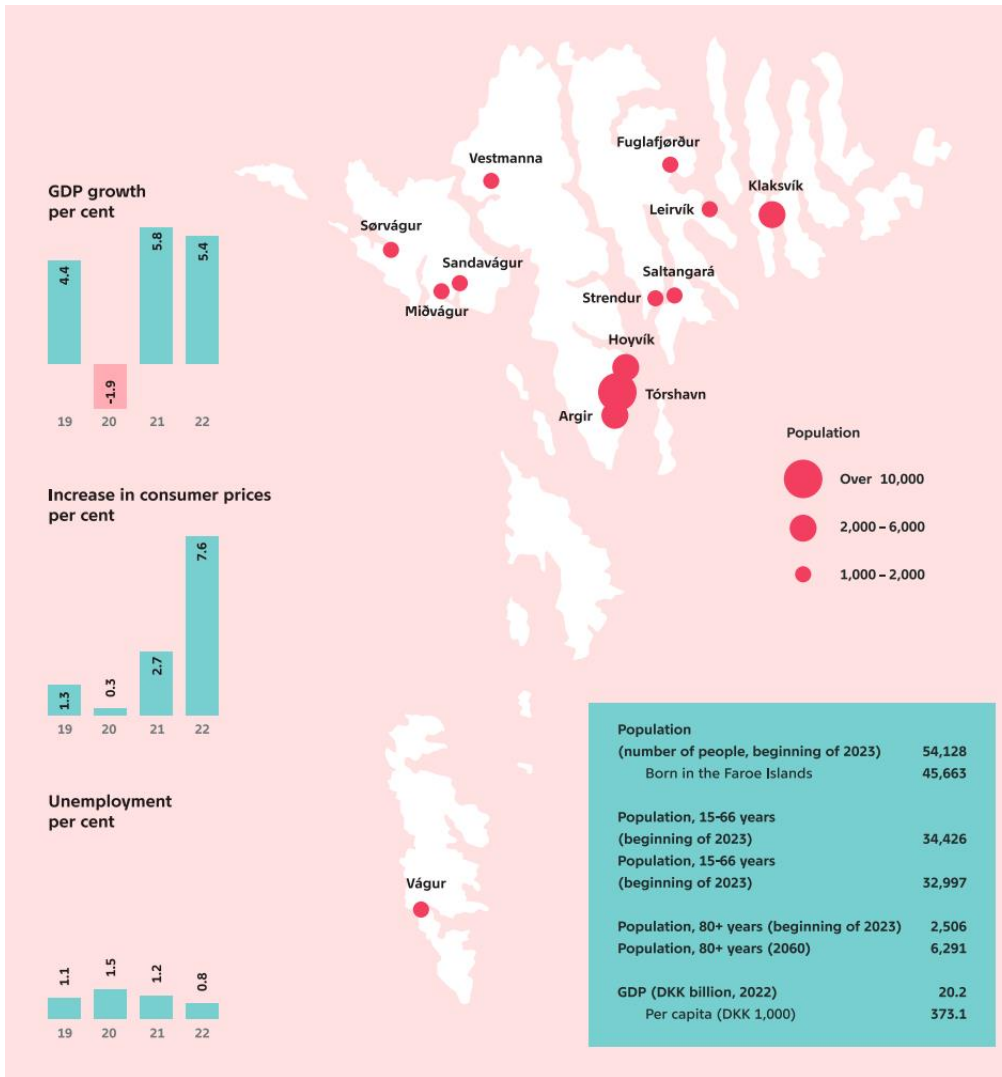 GDP growth
per cent
4.4
-1.9
5.8
5.4
19 20 21 22
Increase in consumer prices
per cent
1.3
0.3
2.7
7.6
19 20 21 22
Unemployment
per cent
1.1
1.5
1.2
0.8
19 20 21 22
Vestmanna
Fuglafjørður
Klaksvík
Leirvík
Sørvágur
Sandavágur
Miðvágur
Saltangará
Strendur
Hoyvík
Tórshavn
Argir
Vágur
Population
Over 10,000
2,000 – 6,000
1,000 – 2,000
Population
(number of people, beginning of 2023) 54,128
Born in the Faroe Islands 45,663
Population, 15-66 years
(beginning of 2023) 34,426
Population, 15-66 years
(beginning of 2023) 32,997
Population, 80+ years (beginning of 2023) 2,506
Population, 80+ years (2060) 6,291
GDP (DKK billion, 2022) 20.2
Per capita (DKK 1,000) 373.1